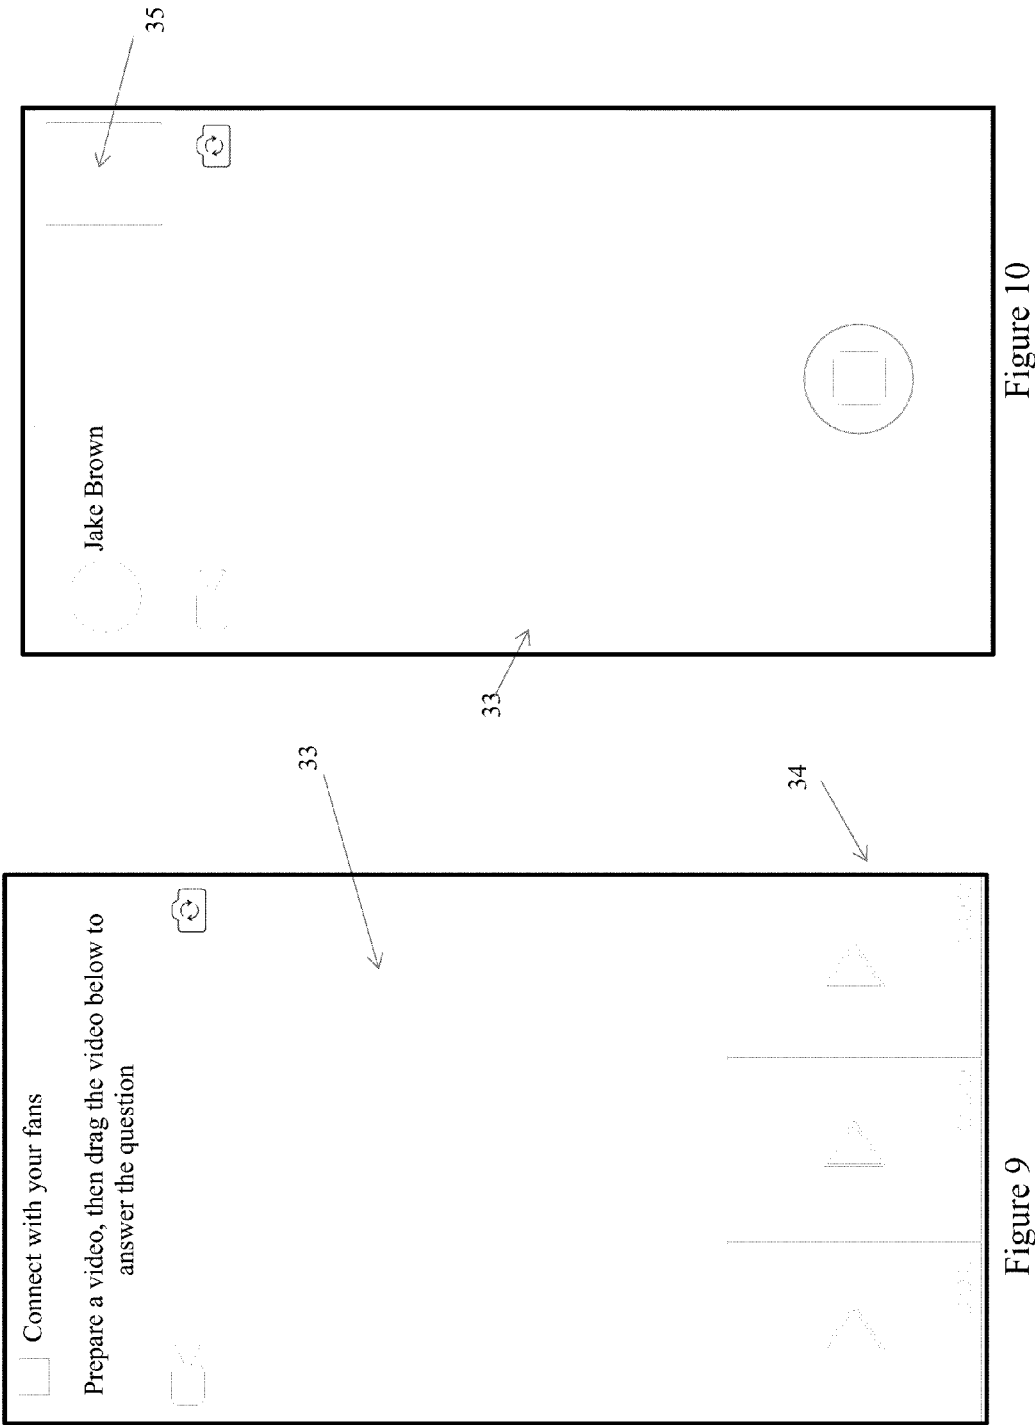 Connect with your fans
Prepare a video, then drag the video below to
answer the question
33
34
Figure 9
Jake Brown
35
33
Figure 10